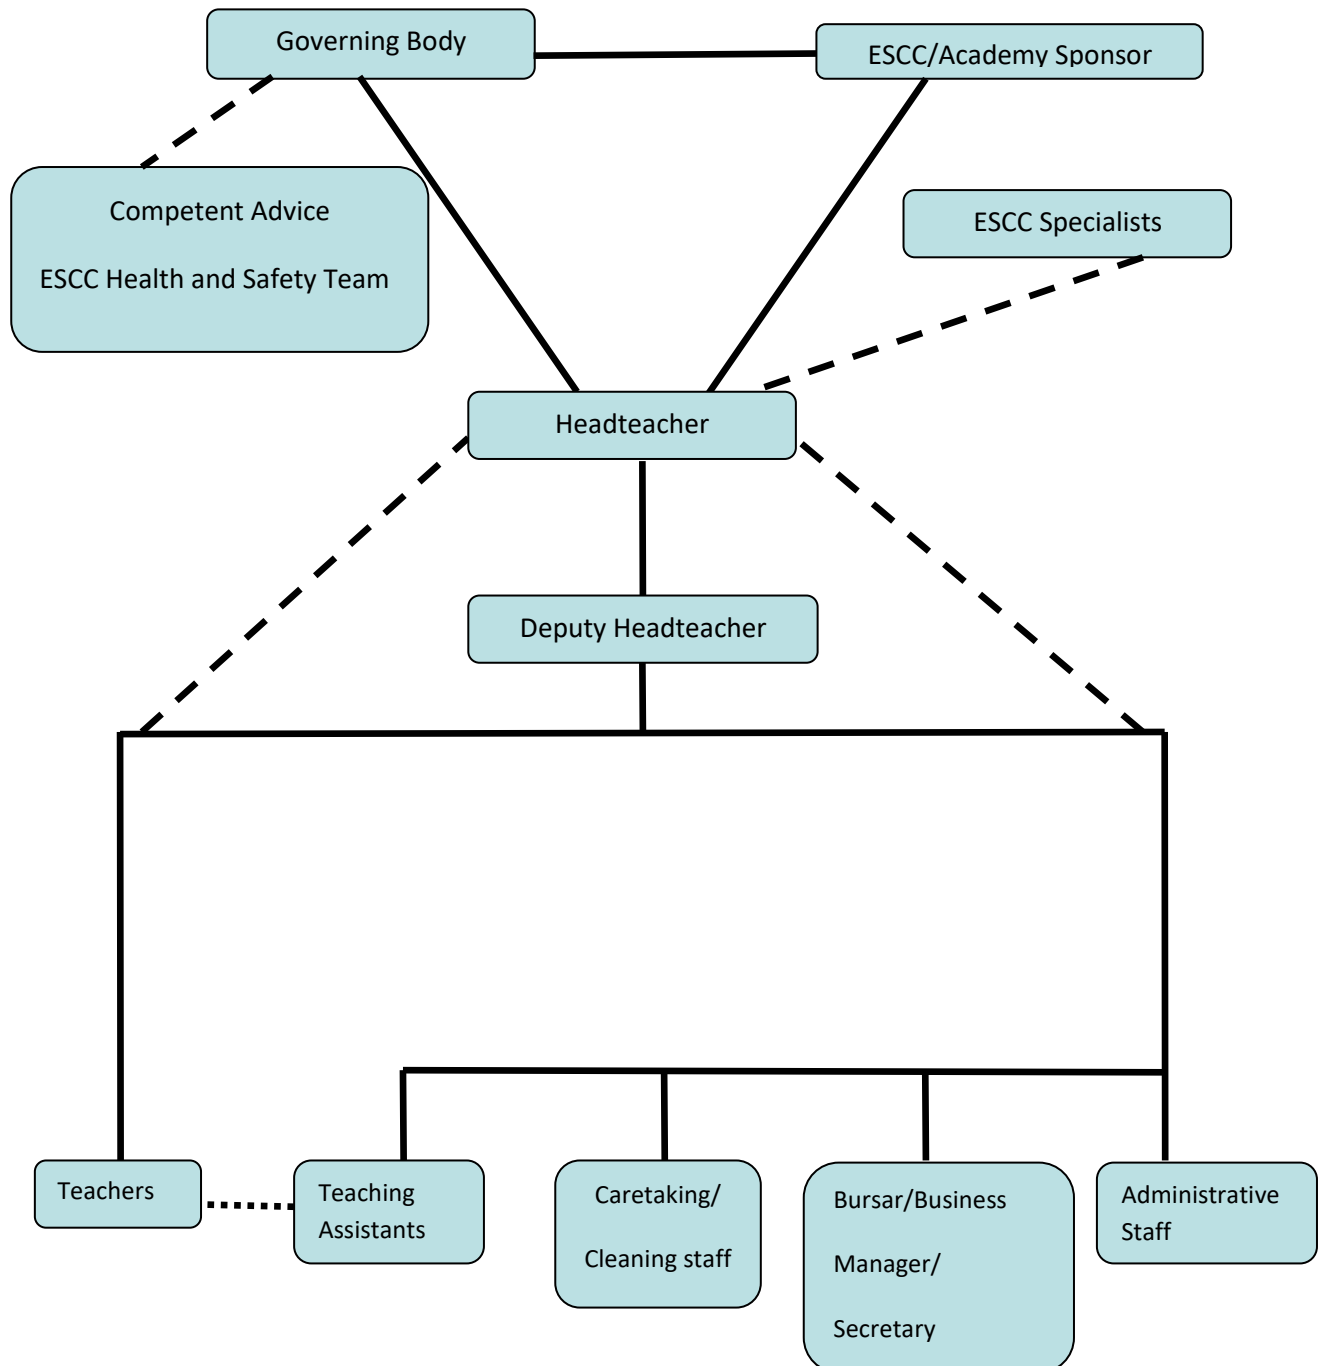 Governing Body
ESCC/Academy Sponsor
Competent Advice
ESCC Health and Safety Team
ESCC Specialists
Headteacher
Deputy Headteacher
Teachers
Teaching
Assistants
Caretaking/
Cleaning staff
Bursar/Business
Manager/
Secretary
Administrative
Staff